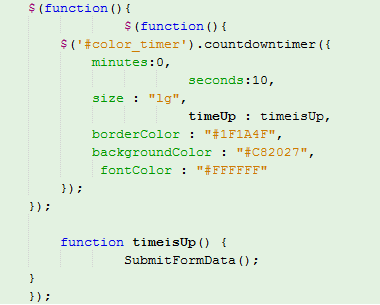 $(function(){
$(function(){
$('#color_timer').countdowntimer({
minutes:0,
seconds:10,
size : "lg",
timeUp : timeisUp,
borderColor : "#1F1A4F",
backgroundColor : "#C82027",
fontColor : "#FFFFFF"
});
});
function timeisUp() {
SubmitFormData();
}
});